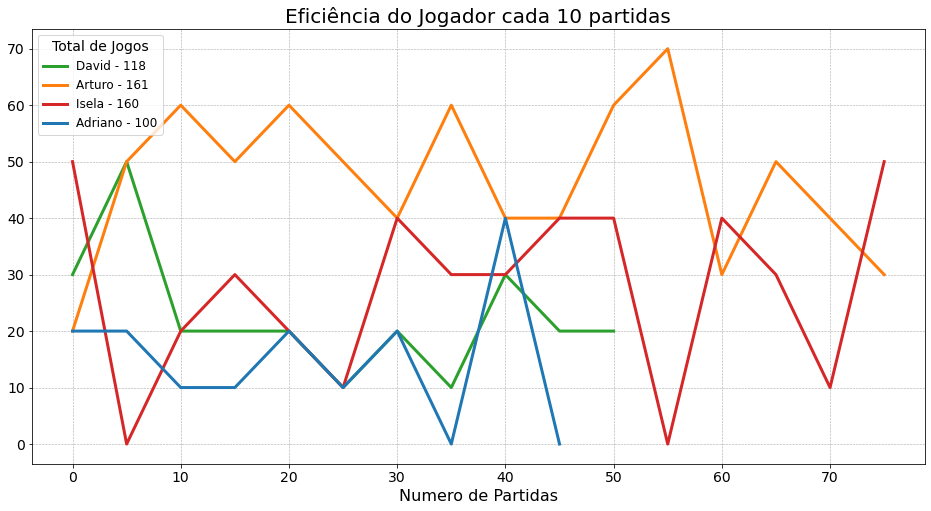 Eficiência do Jogador cada 10 partidas
Total de Jogos
David - 118
Arturo - 161
Isela - 160
Adriano - 100
70
60
50
40
30
20
10
0
0 10 20 30 40 50 60 70
Numero de Partidas